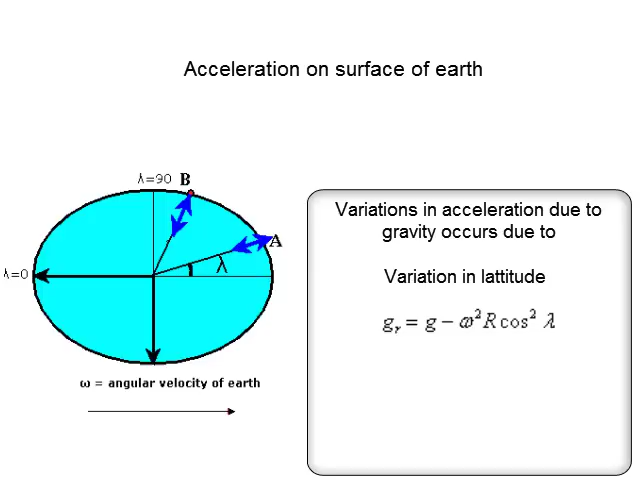 Acceleration on surface of earth
λ=90 B
A
λ
λ=0
ω = angular velocity of earth
Variations in acceleration due to
gravity occurs due to
Variation in lattitude
gᵣ = g − ω²R cos² λ